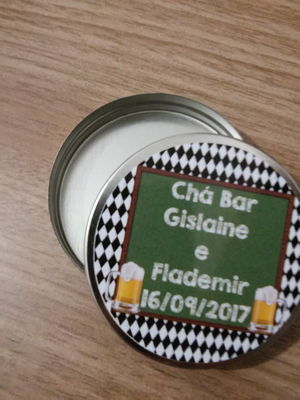 Chá Bar
Gislaine
e
Flademir
16/09/2017